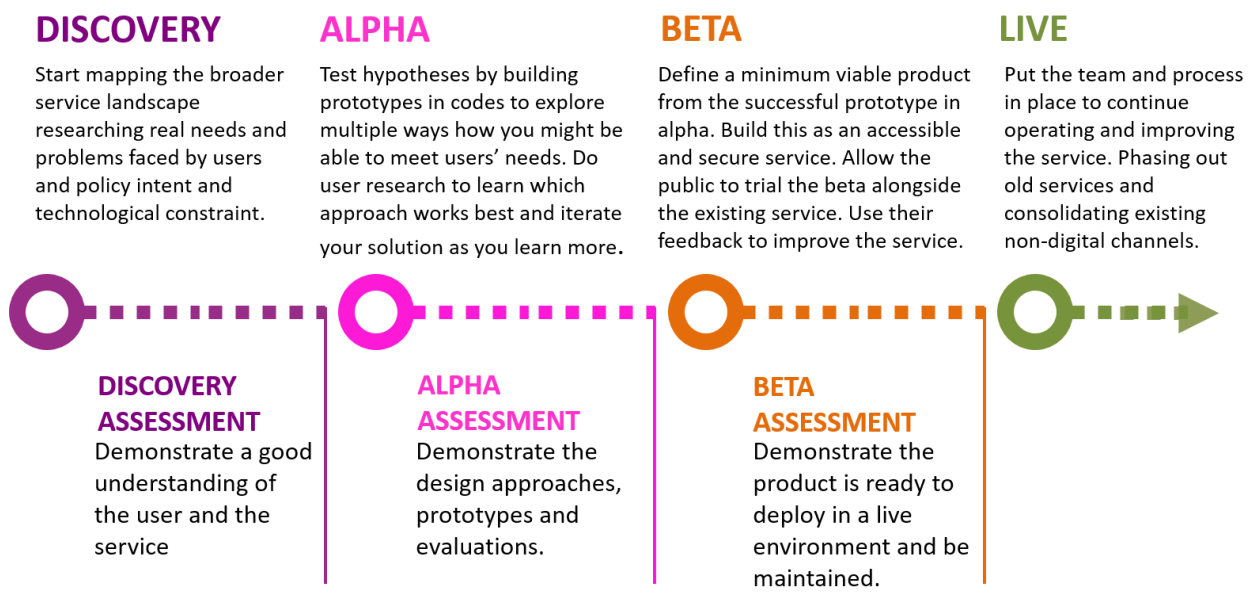 DISCOVERY
Start mapping the broader
service landscape
researching real needs and
problems faced by users
and policy intent and
technological constraint.
ALPHA
Test hypotheses by building
prototypes in codes to explore
multiple ways how you might be
able to meet users’ needs. Do
user research to learn which
approach works best and iterate
your solution as you learn more.
BETA
Define a minimum viable product
from the successful prototype in
alpha. Build this as an accessible
and secure service. Allow the
public to trial the beta alongside
the existing service. Use their
feedback to improve the service.
LIVE
Put the team and process
in place to continue
operating and improving
the service. Phasing out
old services and
consolidating existing
non-digital channels.
DISCOVERY
ASSESSMENT
Demonstrate a good
understanding of
the user and the
service
ALPHA
ASSESSMENT
Demonstrate the
design approaches,
prototypes and
evaluations.
BETA
ASSESSMENT
Demonstrate the
product is ready to
deploy in a live
environment and be
maintained.